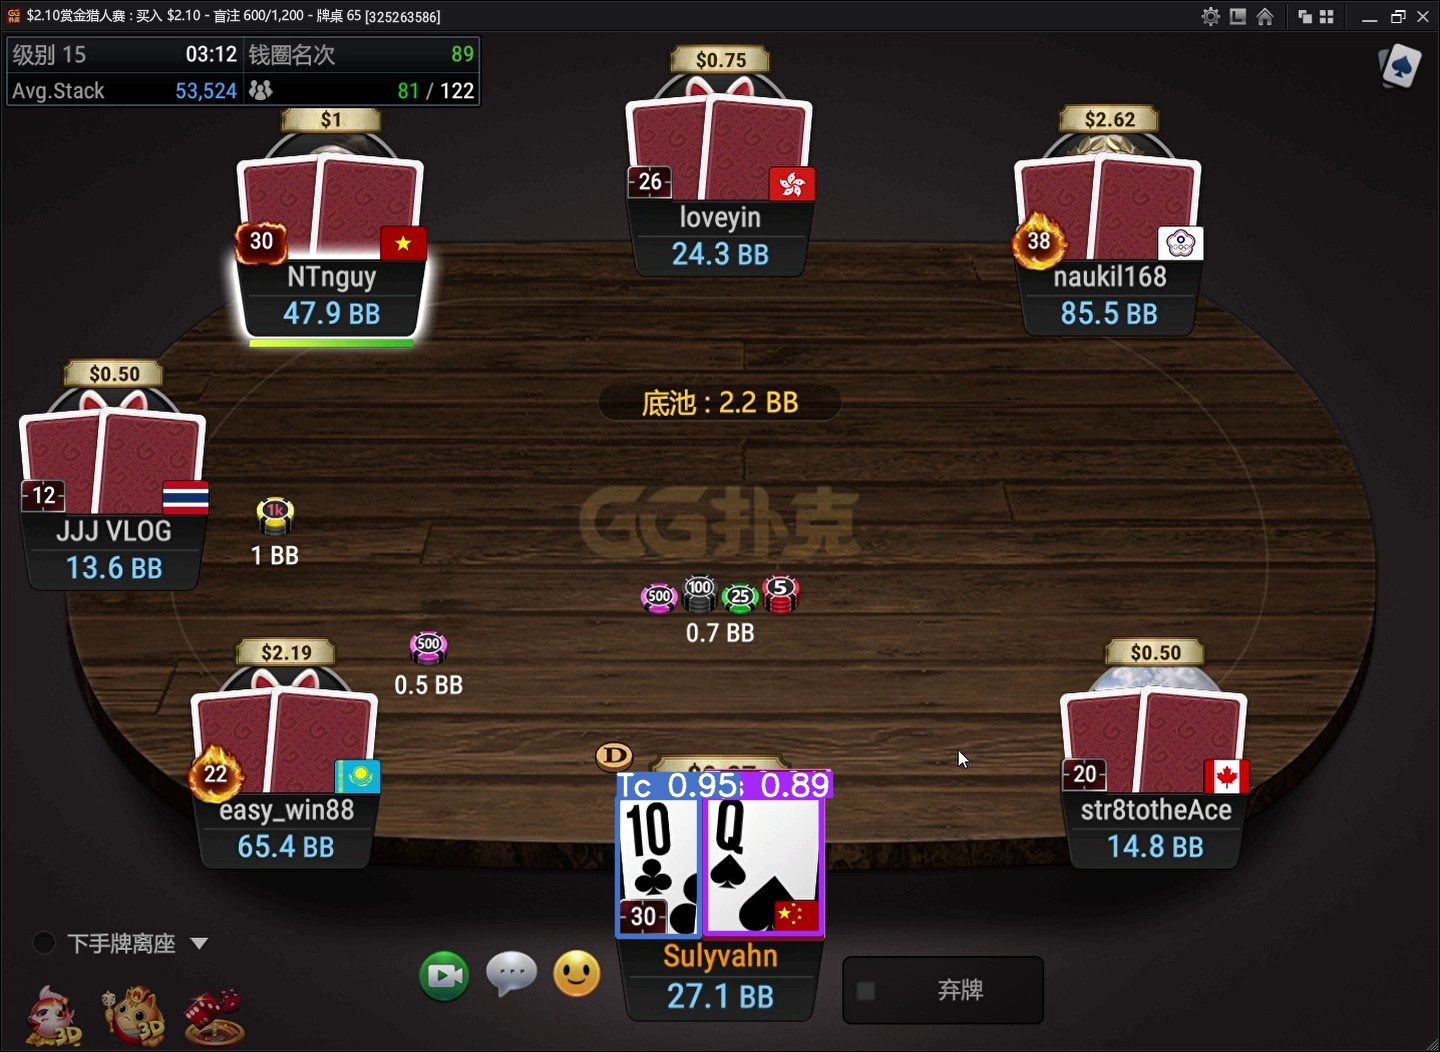 $2.10赏金猎人赛 : 买入 $2.10 - 盲注 600/1,200 - 牌桌 65 [325263586]
级别 15 03:12 钱圈名次 89
Avg.Stack 53,524 81 / 122
$0.75
$1
$2.62
26
loveyin
24.3 BB
30
NTnguy
47.9 BB
38
naukil168
85.5 BB
$0.50
底池 : 2.2 BB
12
JJJ VLOG
13.6 BB
1k
1 BB
GG扑克
500 100 25 5
0.7 BB
$2.19
500
0.5 BB
$0.50
22
easy_win88
65.4 BB
D
Tc 0.95 0.89
10 Q
20
str8totheAce
14.8 BB
30
Sulyvahn
27.1 BB
下手牌离座
弃牌
3D 3D